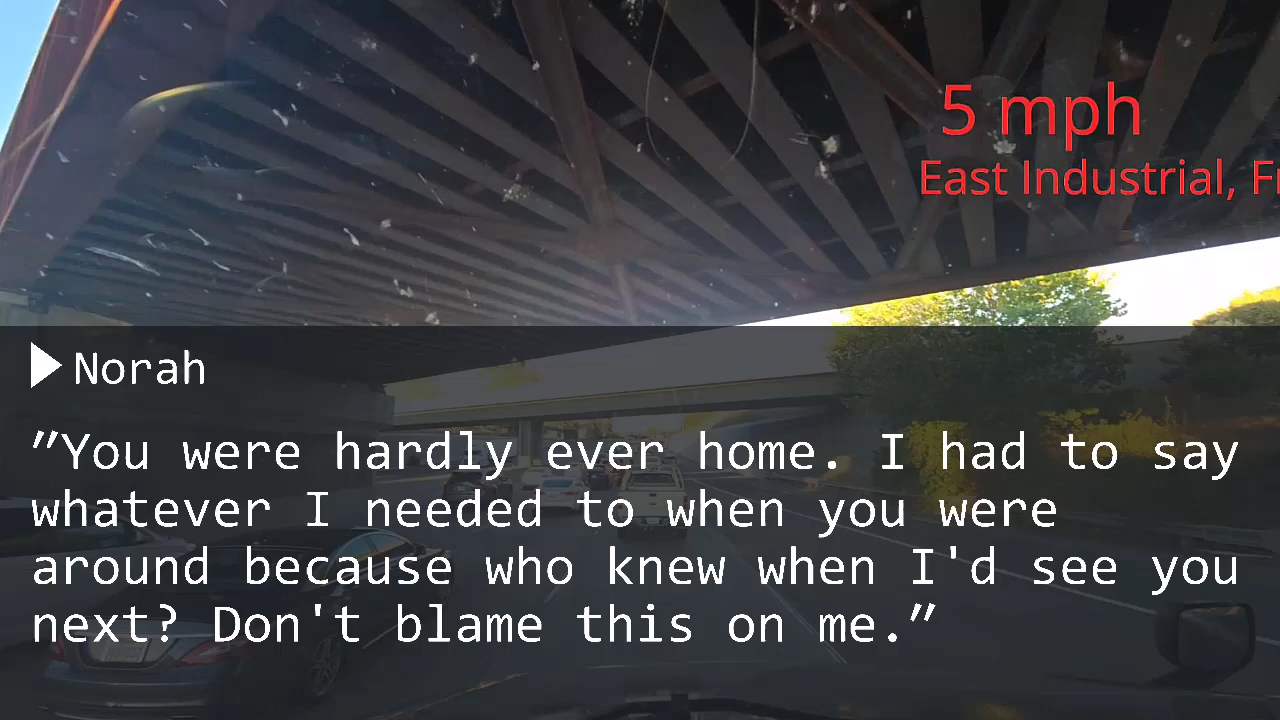 5 mph
East Industrial, Fr
Norah
"You were hardly ever home. I had to say
whatever I needed to when you were
around because who knew when I'd see you
next? Don't blame this on me."